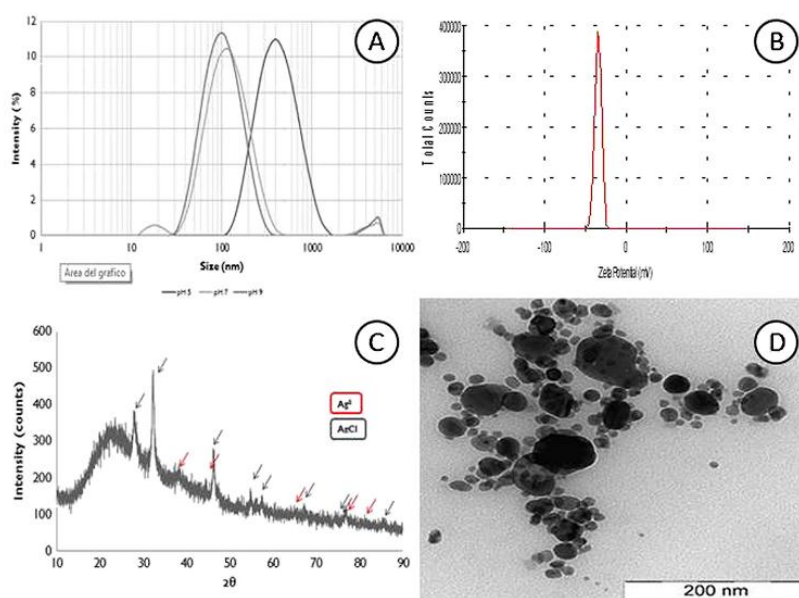 A
12
10
8
6
4
2
0
Intensity (%)
1 10 100 1000 10000
Size (nm)
Area del grafico
pH 5 pH 7 pH 9
B
400000
300000
200000
100000
0
Total Counts
-200 -100 0 100 200
Zeta Potential (mV)
C
600
500
400
300
200
100
0
Intensity (counts)
Ag⁰
AgCl
10 20 30 40 50 60 70 80 90
2θ
D
200 nm